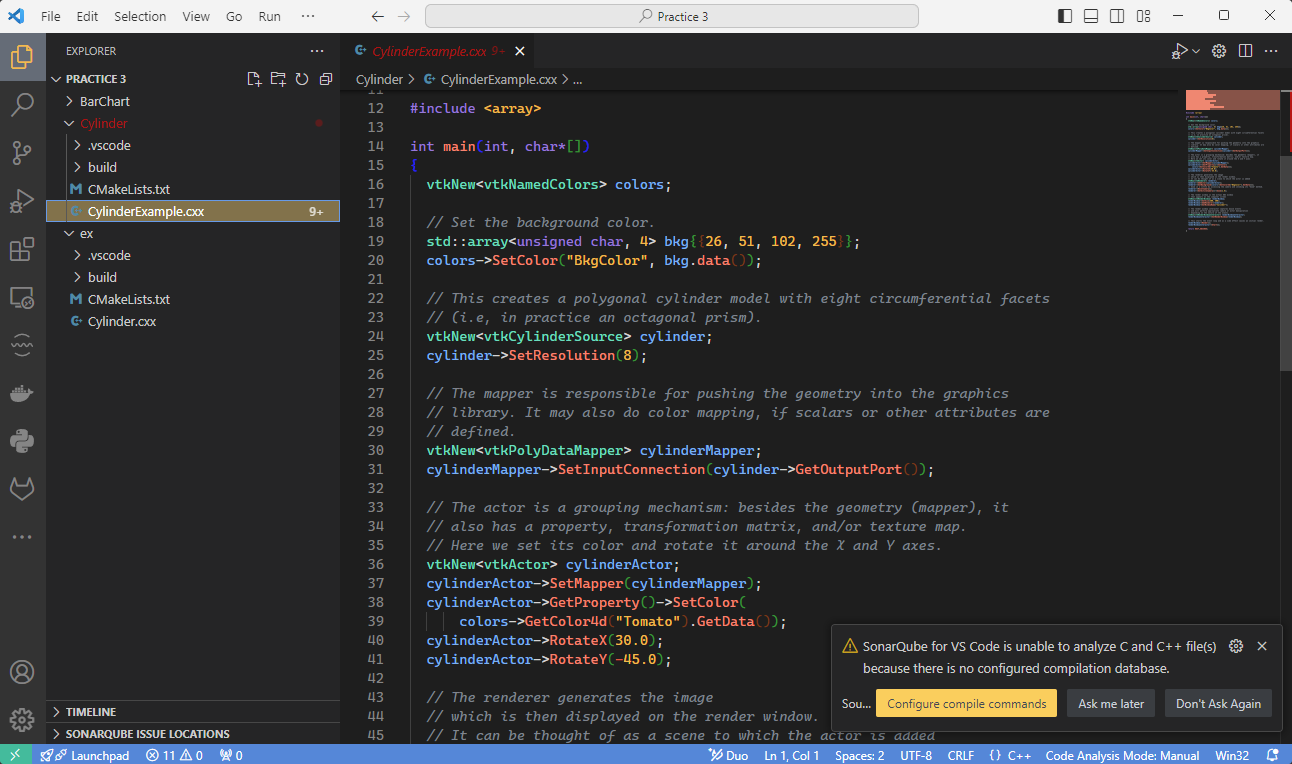 File Edit Selection View Go Run ··· Practice 3
EXPLORER
PRACTICE 3
BarChart
Cylinder
.vscode
build
CMakeLists.txt
CylinderExample.cxx 9+
ex
.vscode
build
CMakeLists.txt
Cylinder.cxx
TIMELINE
SONARQUBE ISSUE LOCATIONS
CylinderExample.cxx 9+
Cylinder > CylinderExample.cxx > ...
11
12 #include <array>
13
14 int main(int, char*[])
15 {
16 vtkNew<vtkNamedColors> colors;
17
18 // Set the background color.
19 std::array<unsigned char, 4> bkg{{26, 51, 102, 255}};
20 colors->SetColor("BkgColor", bkg.data());
21
22 // This creates a polygonal cylinder model with eight circumferential facets
23 // (i.e, in practice an octagonal prism).
24 vtkNew<vtkCylinderSource> cylinder;
25 cylinder->SetResolution(8);
26
27 // The mapper is responsible for pushing the geometry into the graphics
28 // library. It may also do color mapping, if scalars or other attributes are
29 // defined.
30 vtkNew<vtkPolyDataMapper> cylinderMapper;
31 cylinderMapper->SetInputConnection(cylinder->GetOutputPort());
32
33 // The actor is a grouping mechanism: besides the geometry (mapper), it
34 // also has a property, transformation matrix, and/or texture map.
35 // Here we set its color and rotate it around the X and Y axes.
36 vtkNew<vtkActor> cylinderActor;
37 cylinderActor->SetMapper(cylinderMapper);
38 cylinderActor->GetProperty()->SetColor(
39 colors->GetColor4d("Tomato").GetData());
40 cylinderActor->RotateX(30.0);
41 cylinderActor->RotateY(-45.0);
42
43 // The renderer generates the image
44 // which is then displayed on the render window.
45 // It can be thought of as a scene to which the actor is added
SonarQube for VS Code is unable to analyze C and C++ file(s)
because there is no configured compilation database.
Sou... Configure compile commands Ask me later Don't Ask Again
Launchpad 11 0 0 Duo Ln 1, Col 1 Spaces: 2 UTF-8 CRLF {} C++ Code Analysis Mode: Manual Win32